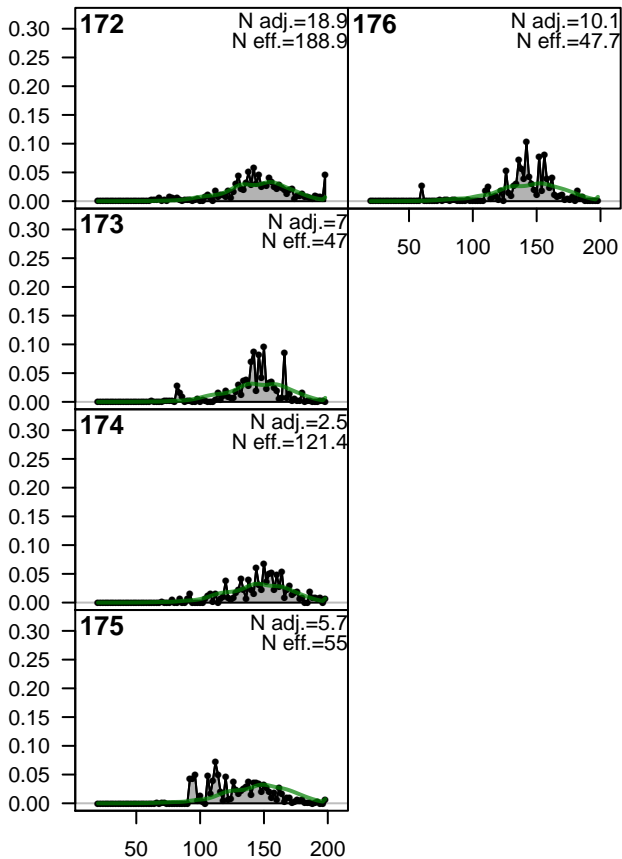 172 N adj.=18.9
N eff.=188.9
176 N adj.=10.1
N eff.=47.7
0.30
0.25
0.20
0.15
0.10
0.05
0.00
173 N adj.=7
N eff.=47
50 100 150 200
0.30
0.25
0.20
0.15
0.10
0.05
0.00
174 N adj.=2.5
N eff.=121.4
0.30
0.25
0.20
0.15
0.10
0.05
0.00
175 N adj.=5.7
N eff.=55
0.30
0.25
0.20
0.15
0.10
0.05
0.00
50 100 150 200